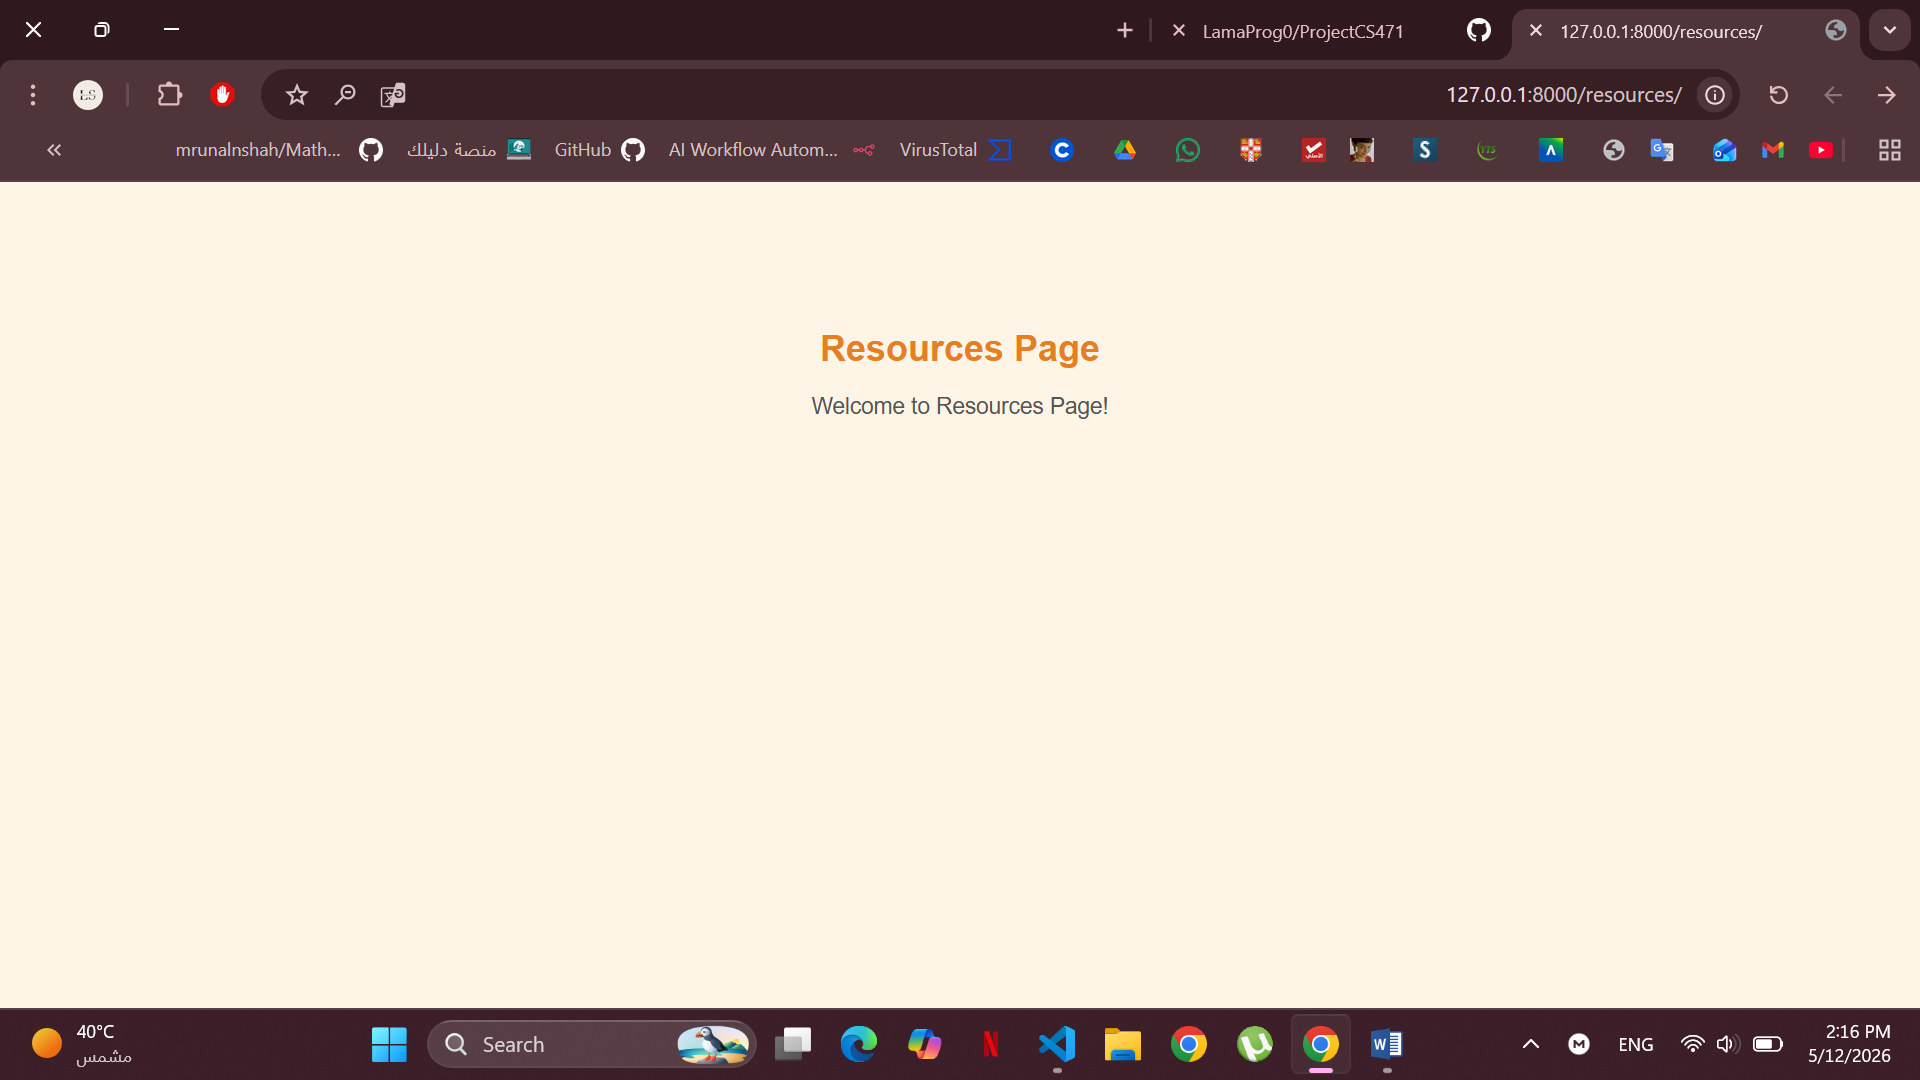 LamaProg0/ProjectCS471
127.0.0.1:8000/resources/
LS
127.0.0.1:8000/resources/
mrunalnshah/Math...
منصة دليلك
GitHub
AI Workflow Autom...
VirusTotal
YTS
Resources Page
Welcome to Resources Page!
40°C
مشمس
Search
ENG
2:16 PM
5/12/2026